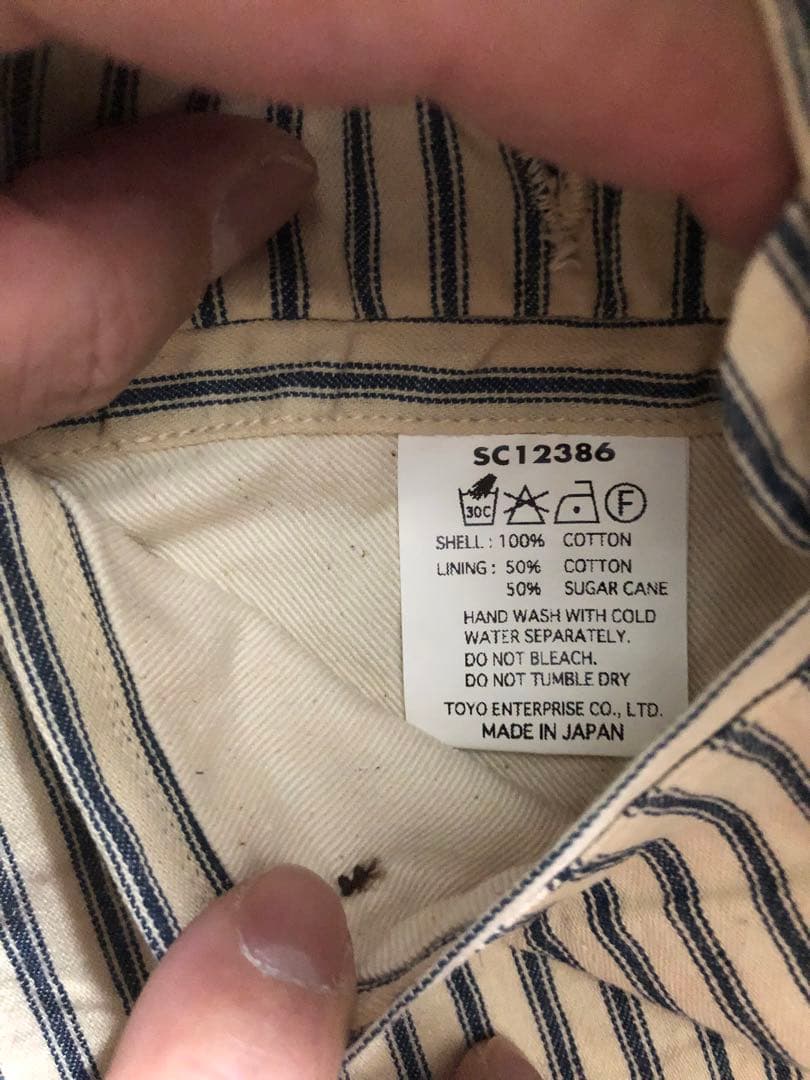 SC12386
30C F
SHELL : 100% COTTON
LINING : 50% COTTON
50% SUGAR CANE
HAND WASH WITH COLD
WATER SEPARATELY.
DO NOT BLEACH.
DO NOT TUMBLE DRY
TOYO ENTERPRISE CO., LTD.
MADE IN JAPAN